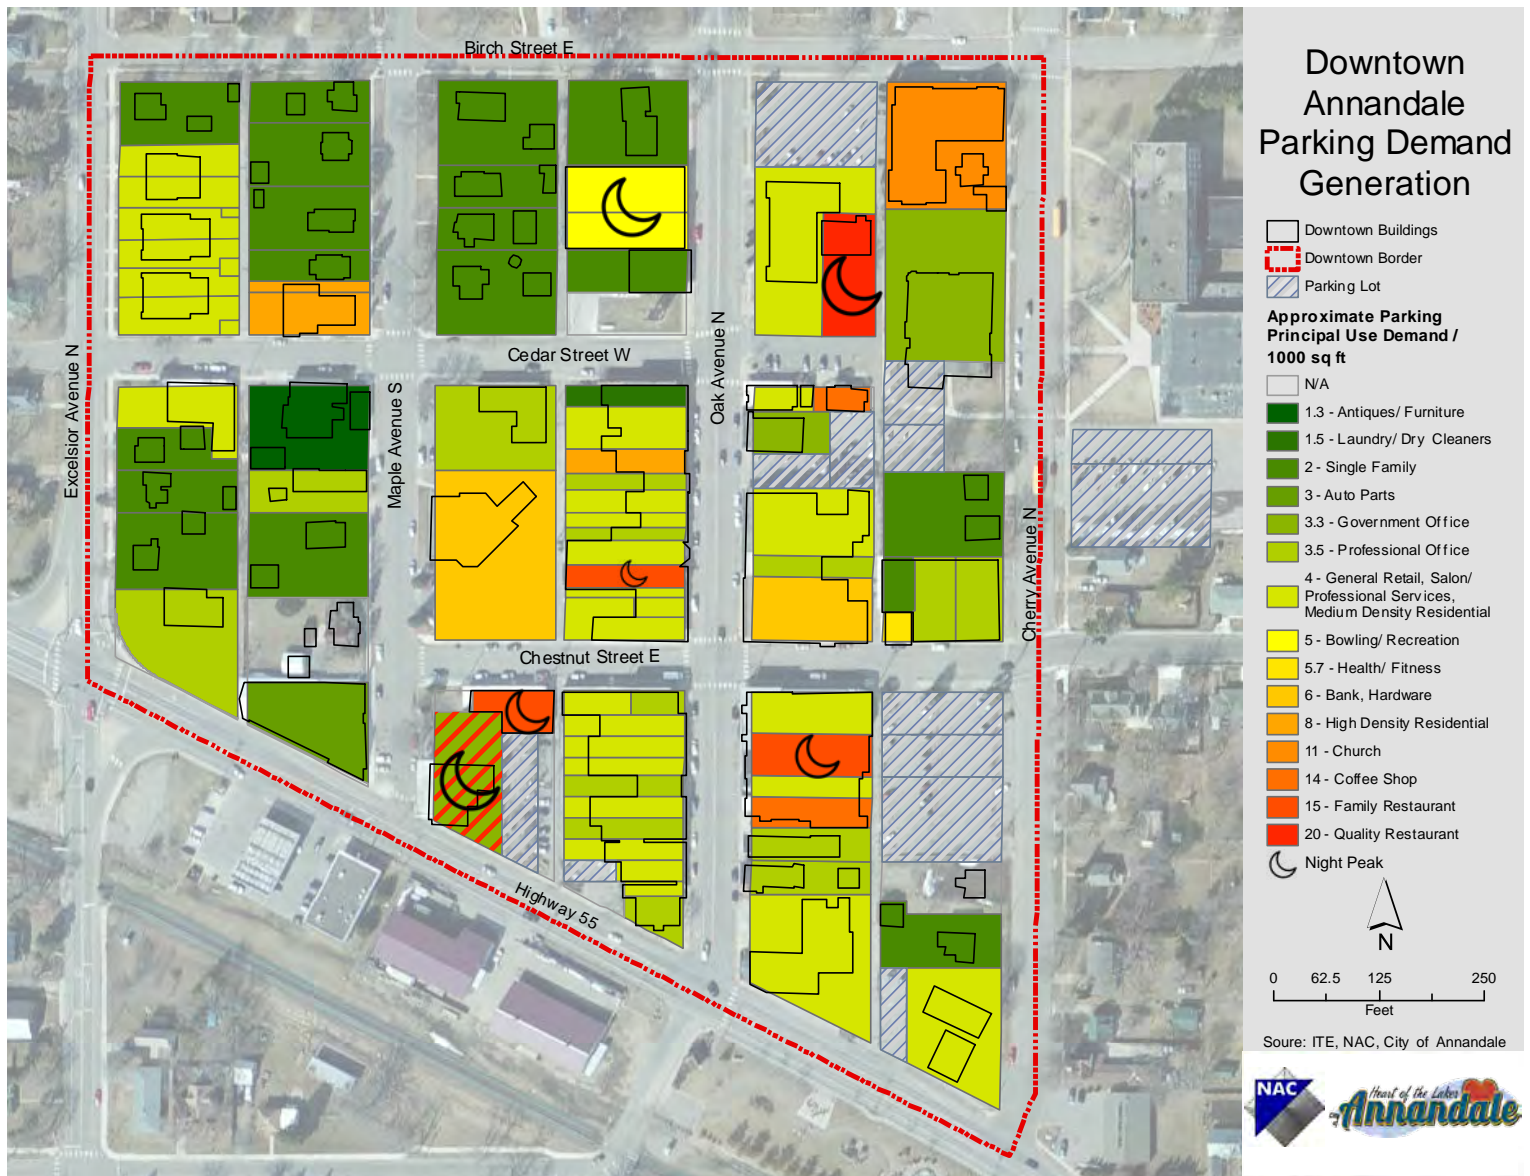 Downtown
Annandale
Parking Demand
Generation
Downtown Buildings
Downtown Border
Parking Lot
Approximate Parking
Principal Use Demand /
1000 sq ft
N/A
1.3 - Antiques/ Furniture
1.5 - Laundry/ Dry Cleaners
2 - Single Family
3 - Auto Parts
3.3 - Government Office
3.5 - Professional Office
4 - General Retail, Salon/
Professional Services,
Medium Density Residential
5 - Bowling/ Recreation
5.7 - Health/ Fitness
6 - Bank, Hardware
8 - High Density Residential
11 - Church
14 - Coffee Shop
15 - Family Restaurant
20 - Quality Restaurant
Night Peak
N
0 62.5 125 250
Feet
Soure: ITE, NAC, City of Annandale
NAC
Heart of the Lakes
Annandale
Birch Street E
Cedar Street W
Chestnut Street E
Highway 55
Excelsior Avenue N
Maple Avenue S
Oak Avenue N
Cherry Avenue N